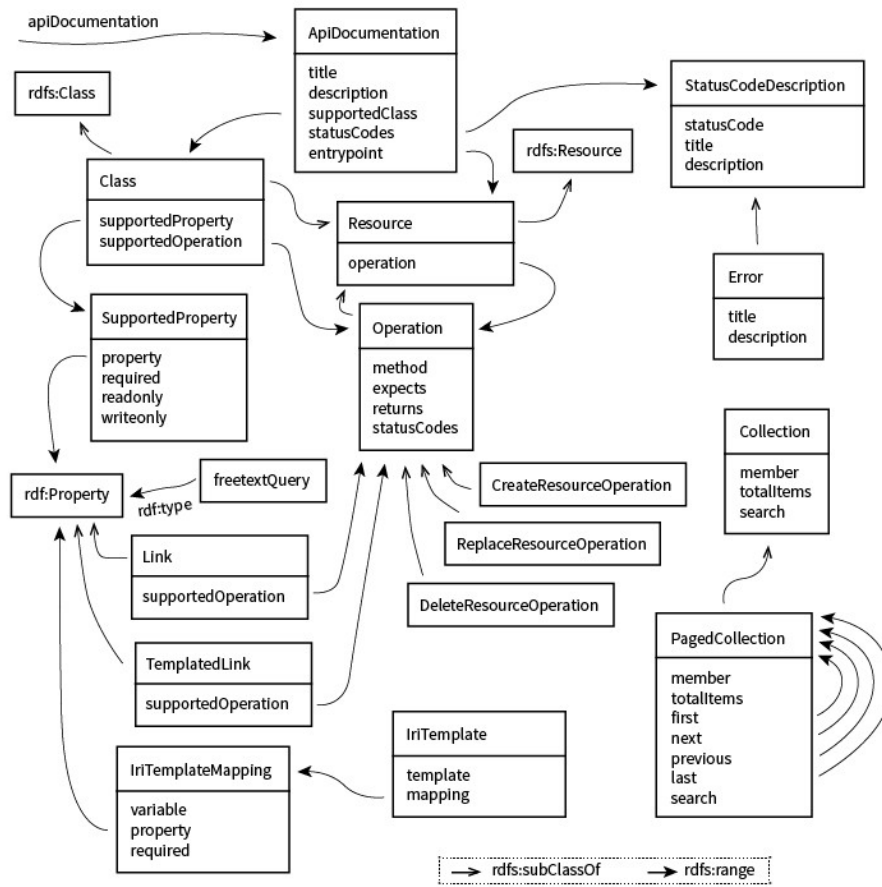 apiDocumentation
ApiDocumentation
title
description
supportedClass
statusCodes
entrypoint
rdfs:Class
StatusCodeDescription
statusCode
title
description
rdfs:Resource
Class
supportedProperty
supportedOperation
Resource
operation
Error
title
description
SupportedProperty
property
required
readonly
writeonly
Operation
method
expects
returns
statusCodes
Collection
member
totalItems
search
rdf:Property
rdf:type
freetextQuery
CreateResourceOperation
ReplaceResourceOperation
DeleteResourceOperation
Link
supportedOperation
TemplatedLink
supportedOperation
PagedCollection
member
totalItems
first
next
previous
last
search
IriTemplate
template
mapping
IriTemplateMapping
variable
property
required
rdfs:subClassOf
rdfs:range